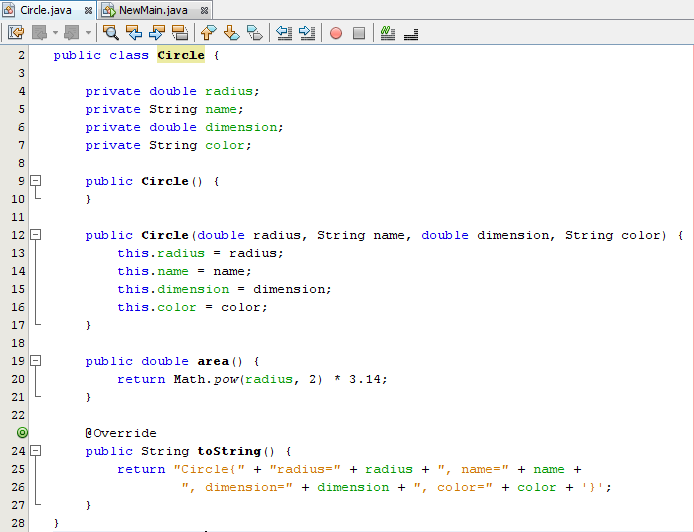 Circle.java NewMain.java
2 public class Circle {
3
4 private double radius;
5 private String name;
6 private double dimension;
7 private String color;
8
9 public Circle() {
10 }
11
12 public Circle(double radius, String name, double dimension, String color) {
13 this.radius = radius;
14 this.name = name;
15 this.dimension = dimension;
16 this.color = color;
17 }
18
19 public double area() {
20 return Math.pow(radius, 2) * 3.14;
21 }
22
@Override
24 public String toString() {
25 return "Circle{" + "radius=" + radius + ", name=" + name +
26 ", dimension=" + dimension + ", color=" + color + '}';
27 }
28 }